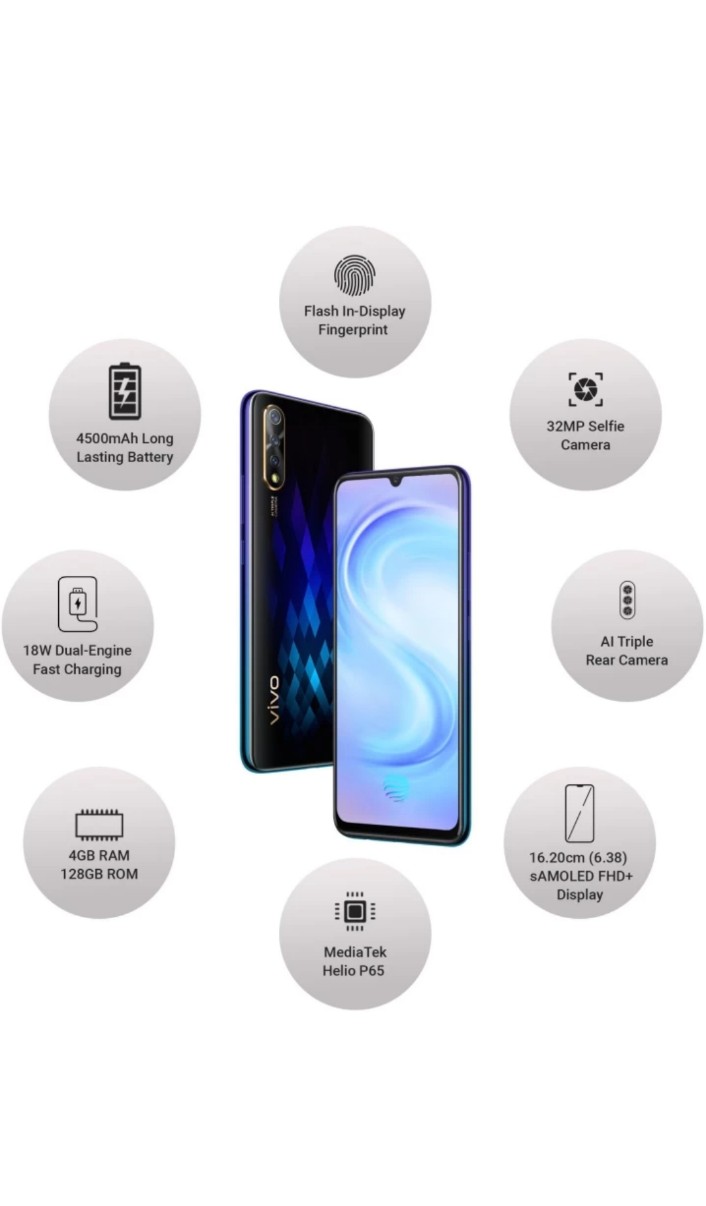 Flash In-Display
Fingerprint
4500mAh Long
Lasting Battery
32MP Selfie
Camera
18W Dual-Engine
Fast Charging
AI Triple
Rear Camera
vivo
4GB RAM
128GB ROM
16.20cm (6.38)
sAMOLED FHD+
Display
MediaTek
Helio P65